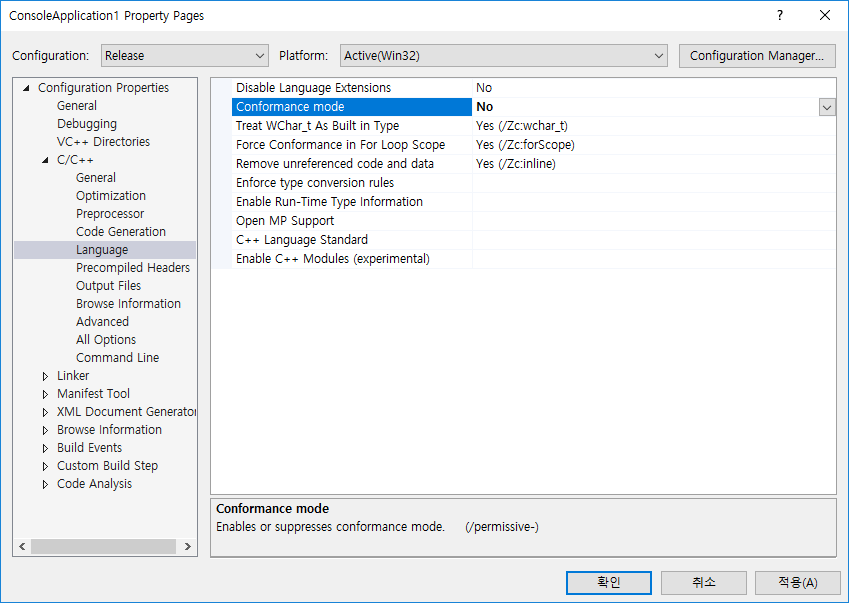 ConsoleApplication1 Property Pages
Configuration: Release Platform: Active(Win32) Configuration Manager...
Configuration Properties
General
Debugging
VC++ Directories
C/C++
General
Optimization
Preprocessor
Code Generation
Language
Precompiled Headers
Output Files
Browse Information
Advanced
All Options
Command Line
Linker
Manifest Tool
XML Document Generator
Browse Information
Build Events
Custom Build Step
Code Analysis
Disable Language Extensions No
Conformance mode No
Treat WChar_t As Built in Type Yes (/Zc:wchar_t)
Force Conformance in For Loop Scope Yes (/Zc:forScope)
Remove unreferenced code and data Yes (/Zc:inline)
Enforce type conversion rules
Enable Run-Time Type Information
Open MP Support
C++ Language Standard
Enable C++ Modules (experimental)
Conformance mode
Enables or suppresses conformance mode. (/permissive-)
확인 취소 적용(A)